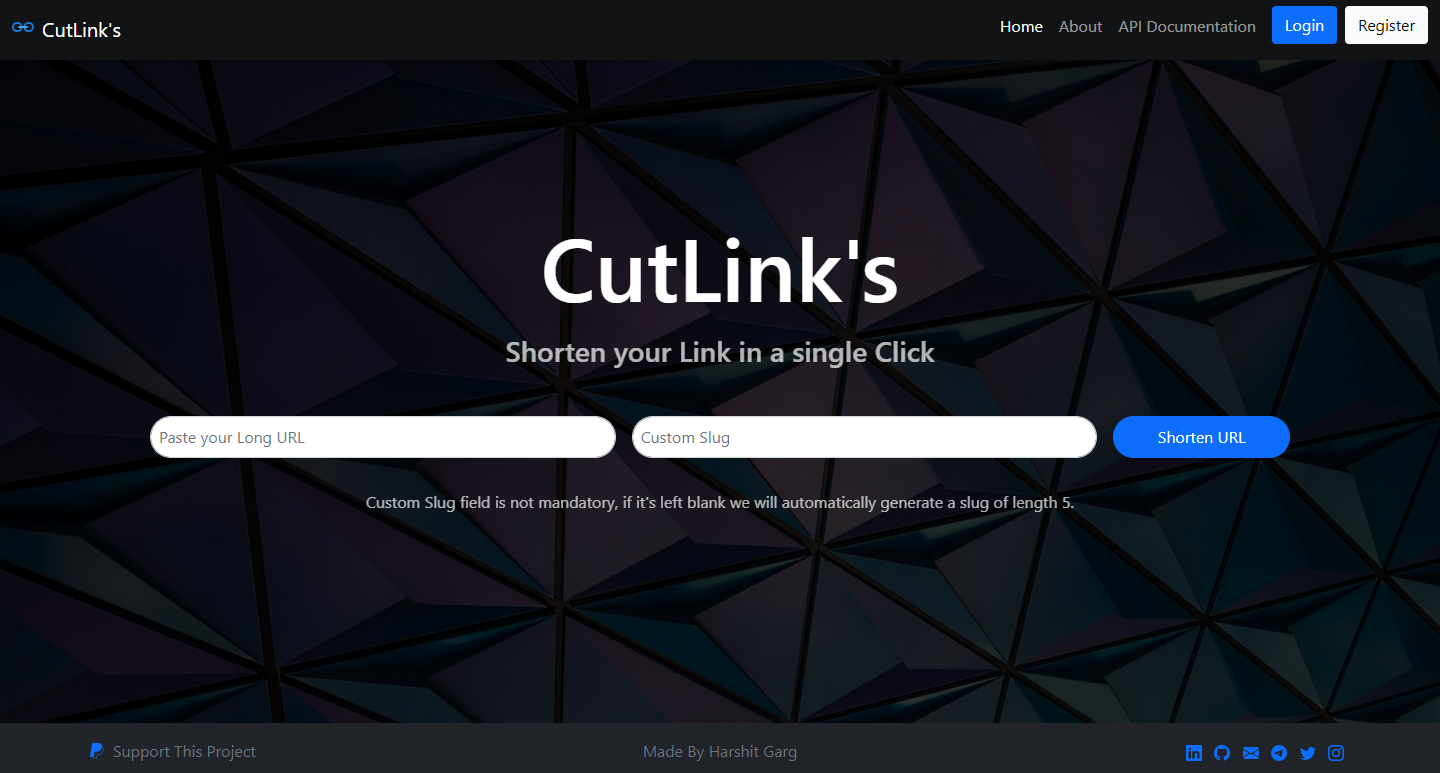 CutLink's
Home About API Documentation Login Register
CutLink's
Shorten your Link in a single Click
Paste your Long URL Custom Slug Shorten URL
Custom Slug field is not mandatory, if it's left blank we will automatically generate a slug of length 5.
Support This Project Made By Harshit Garg